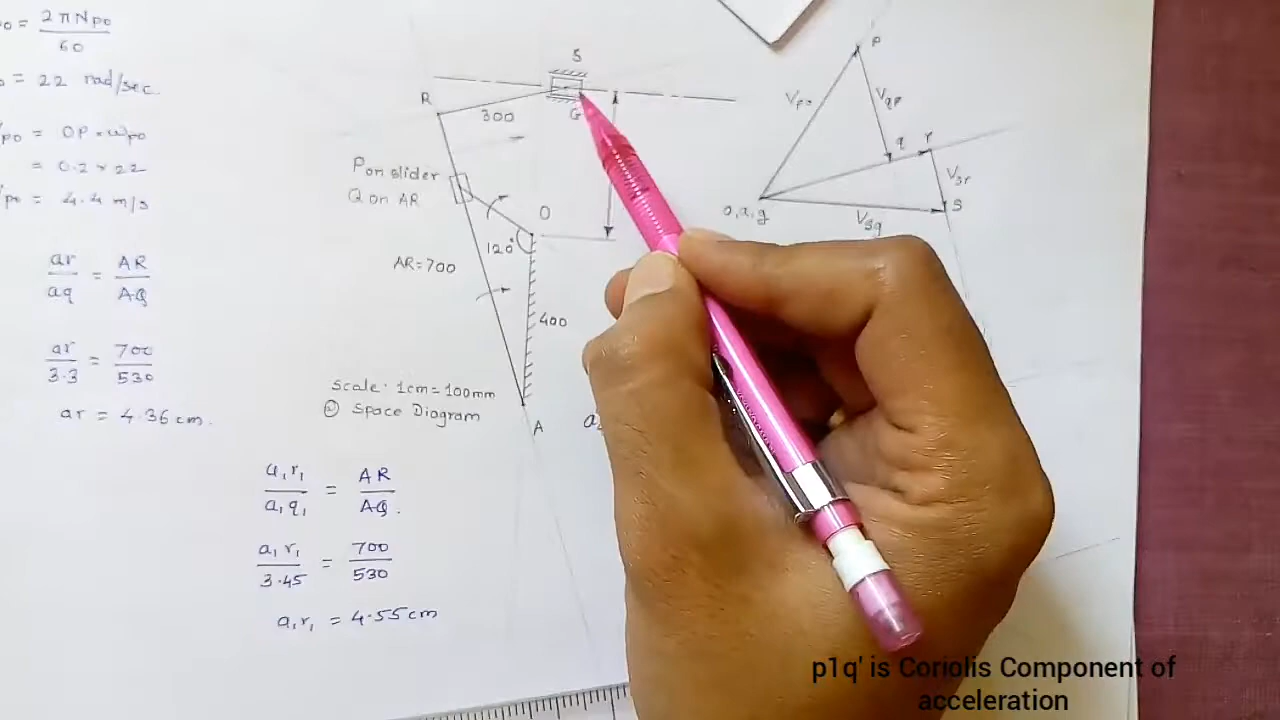 = 2πNpo
60
= 22 rad/sec.
po = OP × ωpo
= 0.2 × 22
po = 4.4 m/s
ar = AR
aq AQ
ar = 700
3.3 530
ar = 4.36 cm.
S
G
R
300
P on slider
Q on AR
O
120°
AR=700
400
A
Scale: 1cm = 100mm
Space Diagram
P
Vpo
Vqp
q r
Vsr
o,a,g
Vsg
s
a1r1 = AR
a1q1 AQ.
a1r1 = 700
3.45 530
a1r1 = 4.55cm
p1q' is Coriolis Component of
acceleration